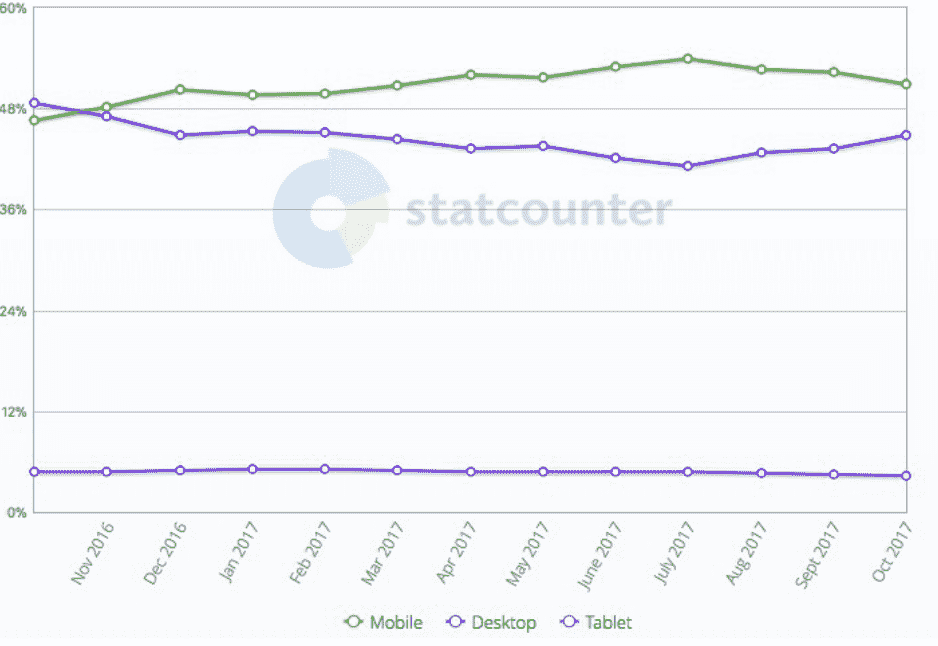 60%
48%
statcounter
36%
24%
12%
0%
Nov 2016
Dec 2016
Jan 2017
Feb 2017
Mar 2017
Apr 2017
May 2017
June 2017
July 2017
Aug 2017
Sept 2017
Oct 2017
Mobile Desktop Tablet